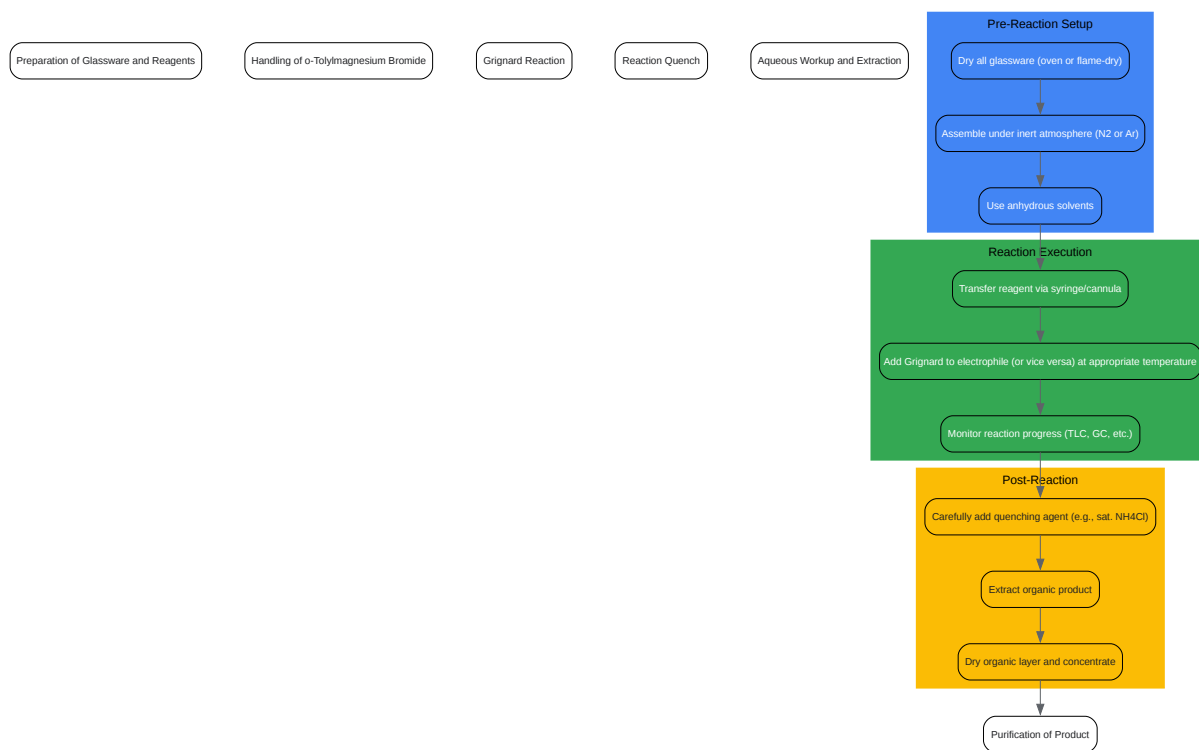 Preparation of Glassware and Reagents
Handling of o-Tolylmagnesium Bromide
Grignard Reaction
Reaction Quench
Aqueous Workup and Extraction
Pre-Reaction Setup
Dry all glassware (oven or flame-dry)
Assemble under inert atmosphere (N2 or Ar)
Use anhydrous solvents
Reaction Execution
Transfer reagent via syringe/cannula
Add Grignard to electrophile (or vice versa) at appropriate temperature
Monitor reaction progress (TLC, GC, etc.)
Post-Reaction
Carefully add quenching agent (e.g., sat. NH4Cl)
Extract organic product
Dry organic layer and concentrate
Purification of Product